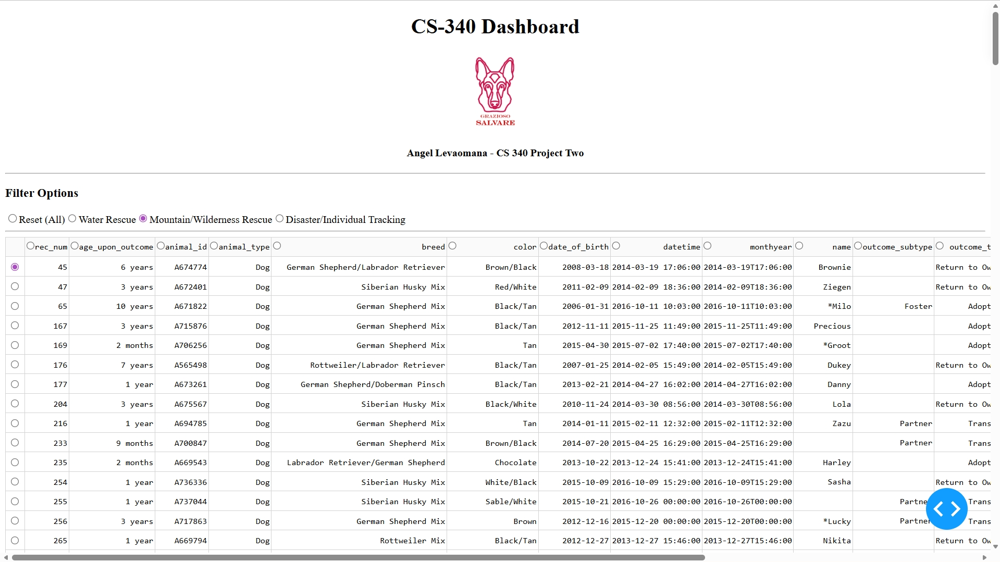 CS-340 Dashboard
GRAZIOSO
SALVARE
Angel Levaomana - CS 340 Project Two
Filter Options
Reset (All) Water Rescue Mountain/Wilderness Rescue Disaster/Individual Tracking
rec_num age_upon_outcome animal_id animal_type breed color date_of_birth datetime monthyear name outcome_subtype outcome_t
45 6 years A674774 Dog German Shepherd/Labrador Retriever Brown/Black 2008-03-18 2014-03-19 17:06:00 2014-03-19T17:06:00 Brownie Return to Ow
47 3 years A672401 Dog Siberian Husky Mix Red/White 2011-02-09 2014-02-09 18:36:00 2014-02-09T18:36:00 Ziegen Return to Ow
65 10 years A671822 Dog German Shepherd Mix Black/Tan 2006-01-31 2016-10-11 10:03:00 2016-10-11T10:03:00 *Milo Foster Adopt
167 3 years A715876 Dog German Shepherd Mix Black/Tan 2012-11-11 2015-11-25 11:49:00 2015-11-25T11:49:00 Precious Adopt
169 2 months A706256 Dog German Shepherd Mix Tan 2015-04-30 2015-07-02 17:40:00 2015-07-02T17:40:00 *Groot Adopt
176 7 years A565498 Dog Rottweiler/Labrador Retriever Black/Tan 2007-01-25 2014-02-05 15:49:00 2014-02-05T15:49:00 Dukey Return to Ow
177 1 year A673261 Dog German Shepherd/Doberman Pinsch Black/Tan 2013-02-21 2014-04-27 16:02:00 2014-04-27T16:02:00 Danny Adopt
204 3 years A675567 Dog Siberian Husky Mix Black/White 2010-11-24 2014-03-30 08:56:00 2014-03-30T08:56:00 Lola Return to Ow
216 1 year A694785 Dog German Shepherd Mix Tan 2014-01-11 2015-02-11 12:32:00 2015-02-11T12:32:00 Zazu Partner Trans
233 9 months A700847 Dog German Shepherd Mix Brown/Black 2014-07-20 2015-04-25 16:29:00 2015-04-25T16:29:00 Partner Trans
235 2 months A669543 Dog Labrador Retriever/German Shepherd Chocolate 2013-10-22 2013-12-24 15:41:00 2013-12-24T15:41:00 Harley Adopt
254 1 year A736336 Dog Siberian Husky Mix White/Black 2015-10-09 2016-10-09 15:29:00 2016-10-09T15:29:00 Sasha Return to Ow
255 1 year A737044 Dog Siberian Husky Mix Sable/White 2015-10-21 2016-10-26 00:00:00 2016-10-26T00:00:00 Partne Trans
256 3 years A717863 Dog German Shepherd Mix Brown 2012-12-16 2015-12-20 00:00:00 2015-12-20T00:00:00 *Lucky Partner Trans
265 1 year A669794 Dog Rottweiler Mix Black/Tan 2012-12-27 2013-12-27 15:46:00 2013-12-27T15:46:00 Nikita Return to Ow